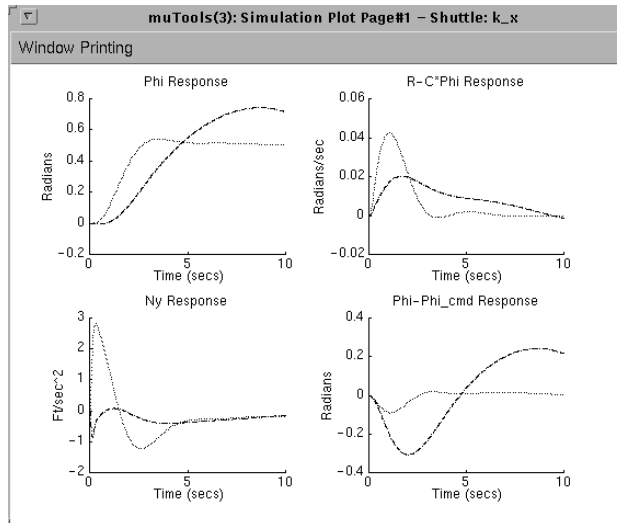 muTools(3): Simulation Plot Page#1 – Shuttle: k_x
Window Printing
Phi Response
0.8
0.6
0.4
0.2
0
−0.2
Radians
0 5 10
Time (secs)
R-C*Phi Response
0.06
0.04
0.02
0
−0.02
Radians/sec
0 5 10
Time (secs)
Ny Response
3
2
1
0
−1
−2
Ft/sec^2
0 5 10
Time (secs)
Phi-Phi_cmd Response
0.4
0.2
0
−0.2
−0.4
Radians
0 5 10
Time (secs)